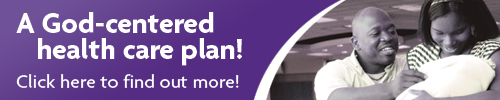 A God-centered
health care plan!
Click here to find out more!